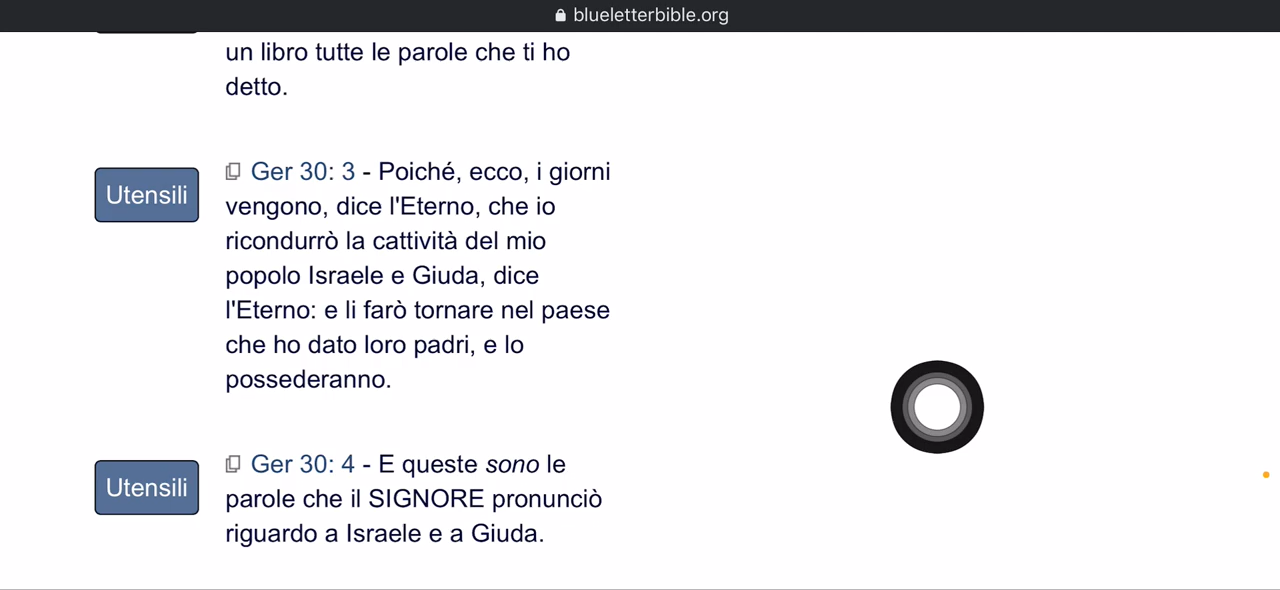 blueletterbible.org
un libro tutte le parole che ti ho
detto.
Utensili
Ger 30: 3 - Poiché, ecco, i giorni
vengono, dice l'Eterno, che io
ricondurrò la cattività del mio
popolo Israele e Giuda, dice
l'Eterno: e li farò tornare nel paese
che ho dato loro padri, e lo
possederanno.
Utensili
Ger 30: 4 - E queste sono le
parole che il SIGNORE pronunciò
riguardo a Israele e a Giuda.